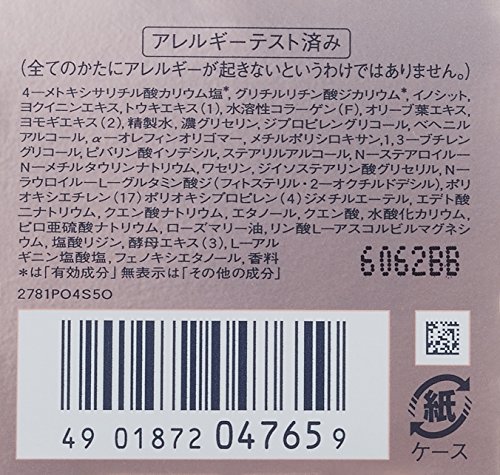 アレルギーテスト済み
(全てのかたにアレルギーが起きないというわけではありません。)
4-メトキシサリチル酸カリウム塩*, グリチルリチン酸ジカリウム*, イノシット,
ヨクイニンエキス, トウキエキス(1), 水溶性コラーゲン(F), オリーブ葉エキス,
ヨモギエキス(2), 精製水, 濃グリセリン, ジプロピレングリコール, ベヘニル
アルコール, α-オレフィンオリゴマー, メチルポリシロキサン, 1,3-ブチレン
グリコール, ピバリン酸イソデシル, ステアリルアルコール, N-ステアロイル-
N-メチルタウリンナトリウム, ワセリン, ジイソステアリン酸グリセリル, N-
ラウロイル-L-グルタミン酸ジ(フィトステリル・2-オクチルドデシル), ポリ
オキシエチレン(17)ポリオキシプロピレン(4)ジメチルエーテル, エデト酸
二ナトリウム, クエン酸ナトリウム, エタノール, クエン酸, 水酸化カリウム,
ピロ亜硫酸ナトリウム, ローズマリー油, リン酸L-アスコルビルマグネシ
ウム, 塩酸リジン, 酵母エキス(3), L-アル
ギニン塩酸塩, フェノキシエタノール, 香料
*は「有効成分」無表示は「その他の成分」
6062BB
2781P04S5O
4901872047659
紙
ケース